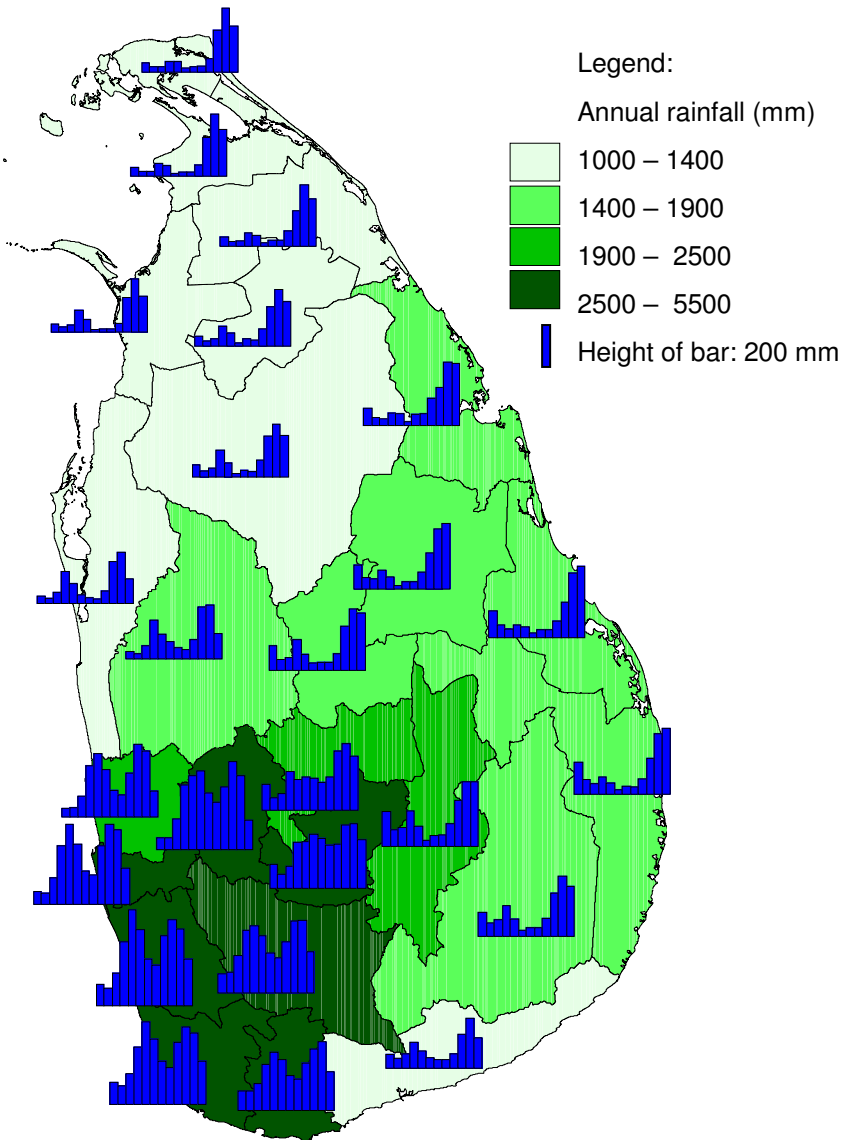 Legend:
Annual rainfall (mm)
1000 – 1400
1400 – 1900
1900 –  2500
2500 –  5500
Height of bar: 200 mm